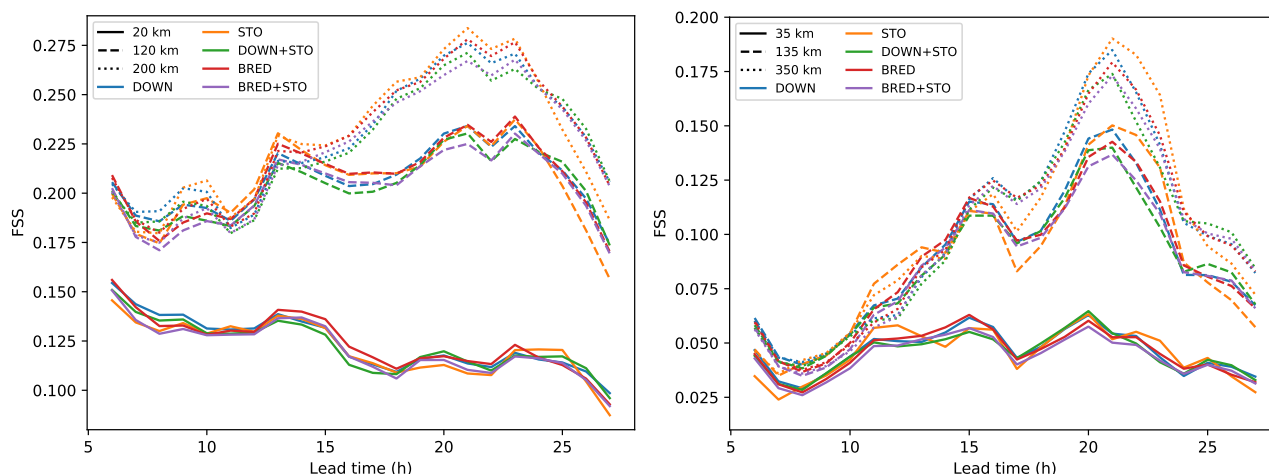 0.275
0.250
0.225
0.200
0.175
0.150
0.125
0.100
FSS
5
10
15
20
25
Lead time (h)
20 km
120 km
200 km
DOWN
STO
DOWN+STO
BRED
BRED+STO
0.200
0.175
0.150
0.125
0.100
0.075
0.050
0.025
FSS
5
10
15
20
25
Lead time (h)
35 km
135 km
350 km
DOWN
STO
DOWN+STO
BRED
BRED+STO